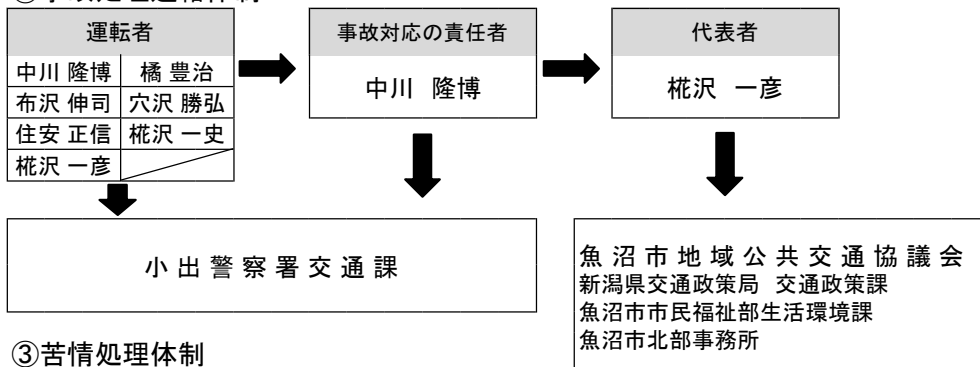 ②事故処理連絡体制
運転者
中川 隆博 橘 豊治
布沢 伸司 穴沢 勝弘
住安 正信 椛沢 一史
椛沢 一彦
事故対応の責任者
中川 隆博
代表者
椛沢 一彦
小出警察署交通課
魚沼市地域公共交通協議会
新潟県交通政策局 交通政策課
魚沼市市民福祉部生活環境課
魚沼市北部事務所
③苦情処理体制